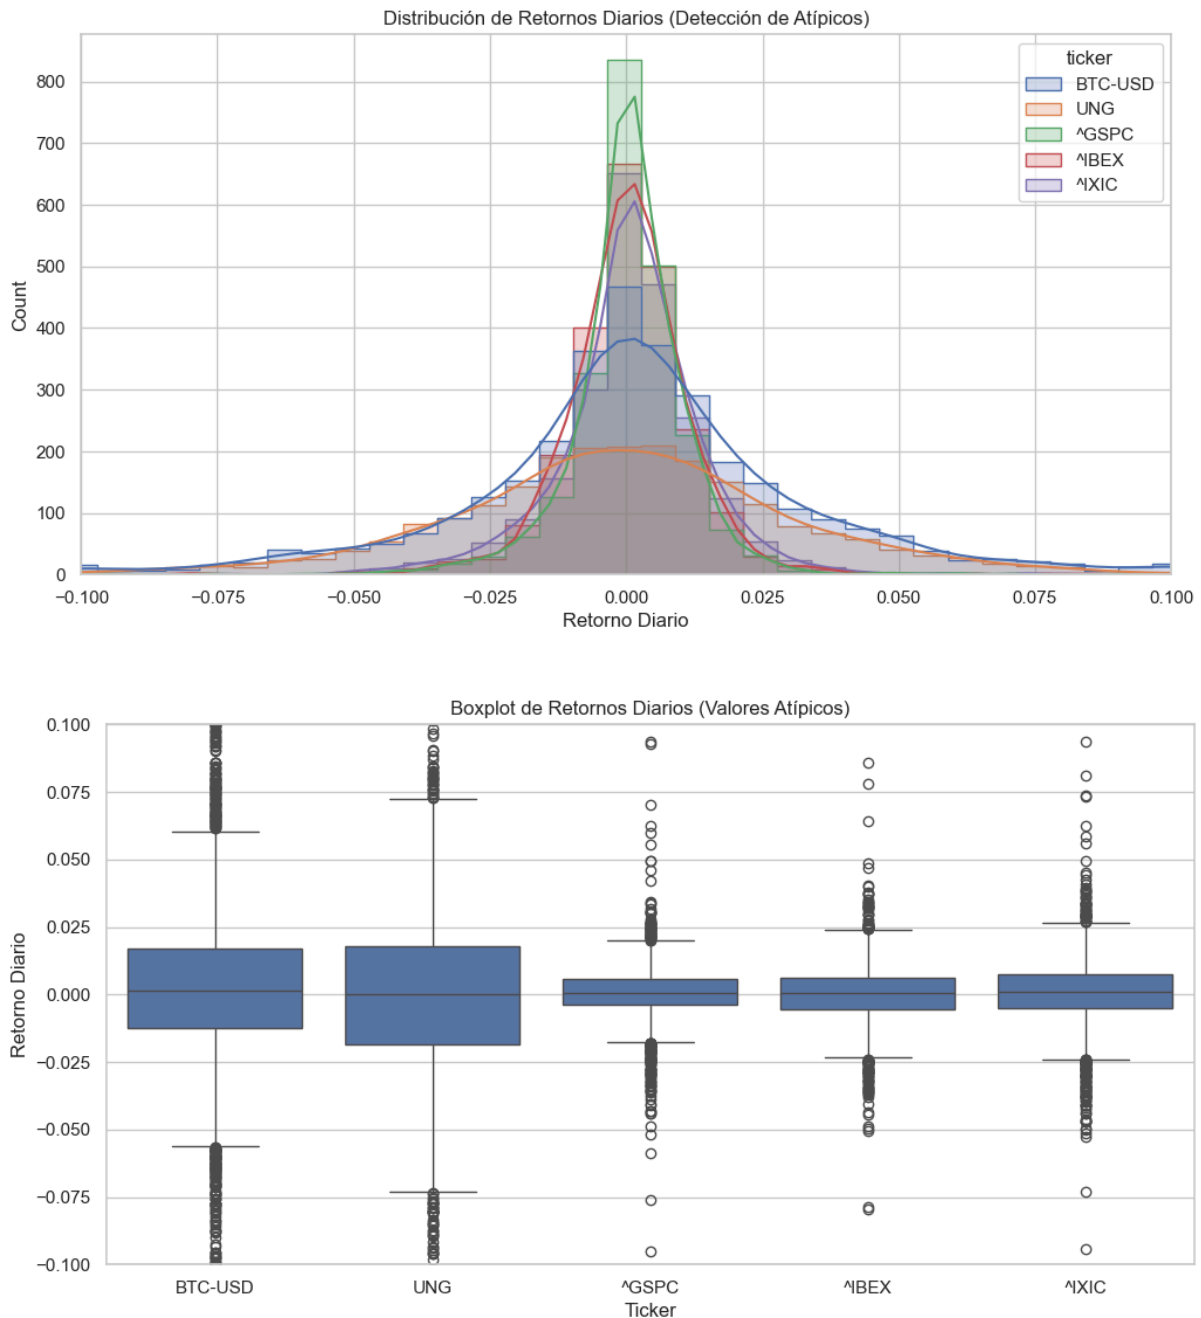 Distribución de Retornos Diarios (Detección de Atípicos)
ticker
BTC-USD
UNG
^GSPC
^IBEX
^IXIC
Count
800
700
600
500
400
300
200
100
0
−0.100 −0.075 −0.050 −0.025 0.000 0.025 0.050 0.075 0.100
Retorno Diario
Boxplot de Retornos Diarios (Valores Atípicos)
Retorno Diario
0.100
0.075
0.050
0.025
0.000
−0.025
−0.050
−0.075
−0.100
BTC-USD UNG ^GSPC ^IBEX ^IXIC
Ticker